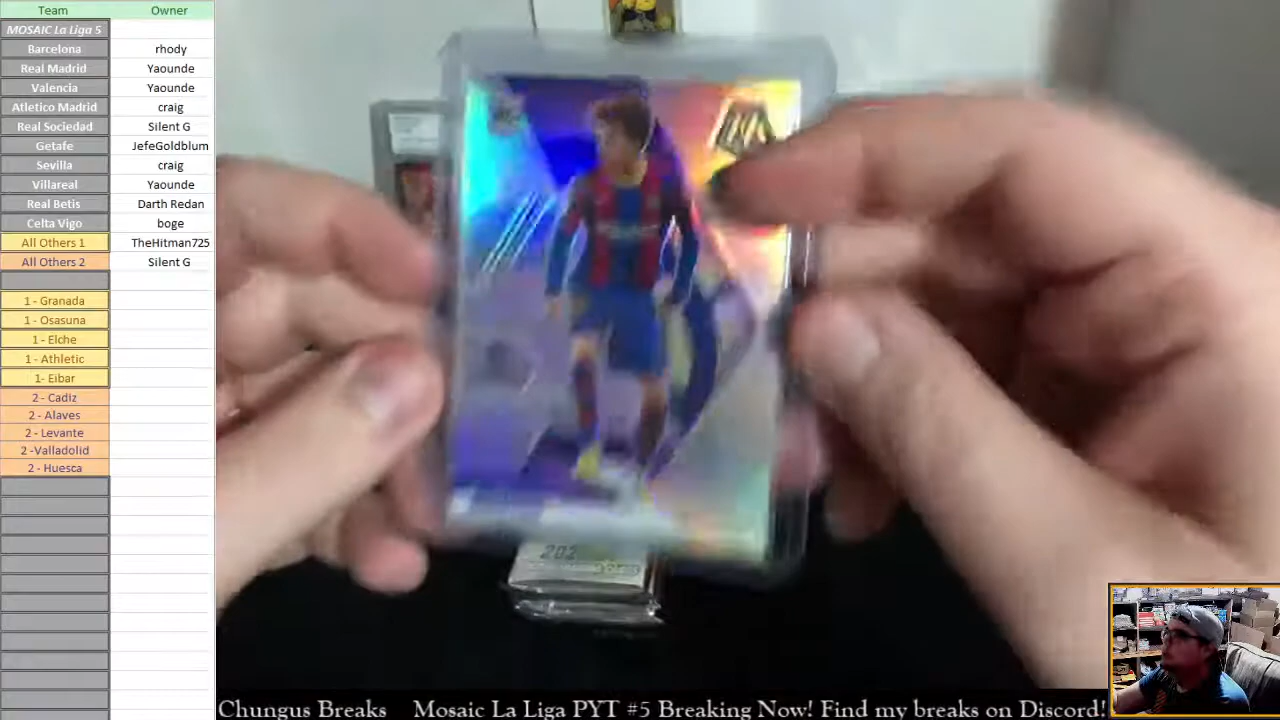 Team Owner
MOSAIC La Liga 5
Barcelona rhody
Real Madrid Yaounde
Valencia Yaounde
Atletico Madrid craig
Real Sociedad Silent G
Getafe JefeGoldblum
Sevilla craig
Villareal Yaounde
Real Betis Darth Redan
Celta Vigo boge
All Others 1 TheHitman725
All Others 2 Silent G
1 - Granada
1 - Osasuna
1 - Elche
1 - Athletic
1- Eibar
2 - Cadiz
2 - Alaves
2 - Levante
2 -Valladolid
2 - Huesca
Chungus Breaks Mosaic La Liga PYT #5 Breaking Now! Find my breaks on Discord!